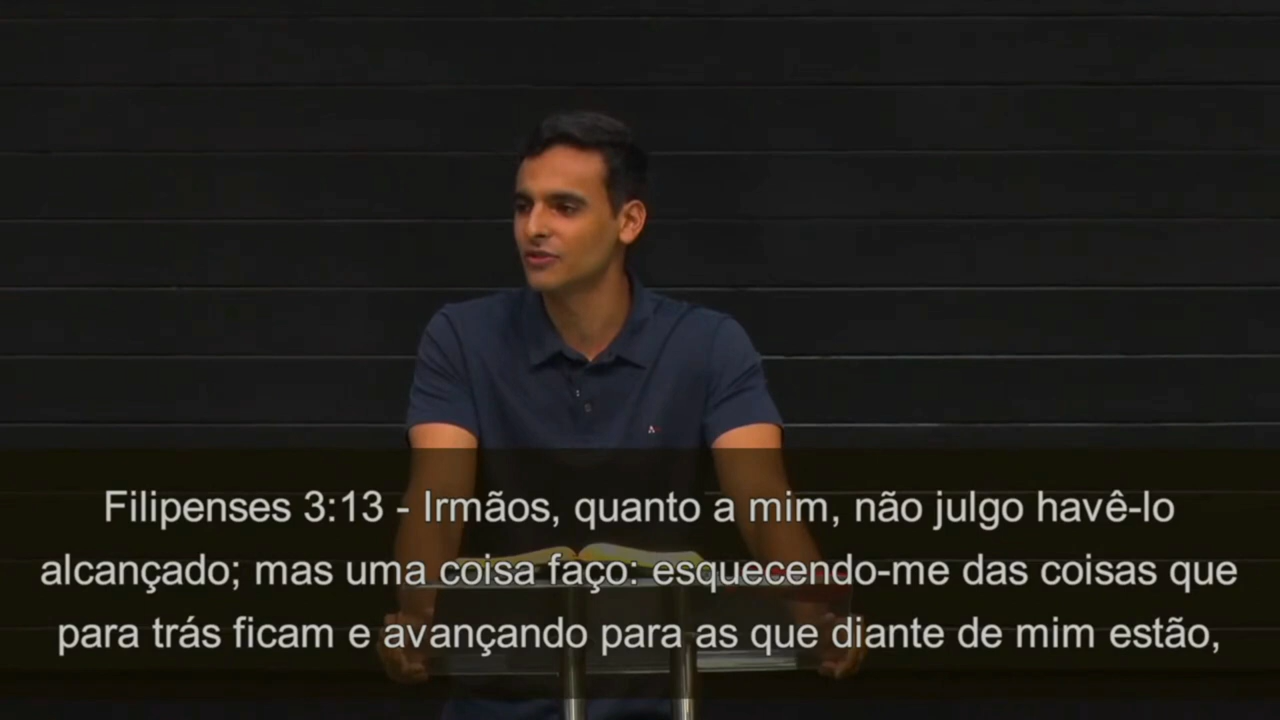 Filipenses 3:13 - Irmãos, quanto a mim, não julgo havê-lo
alcançado; mas uma coisa faço: esquecendo-me das coisas que
para trás ficam e avançando para as que diante de mim estão,